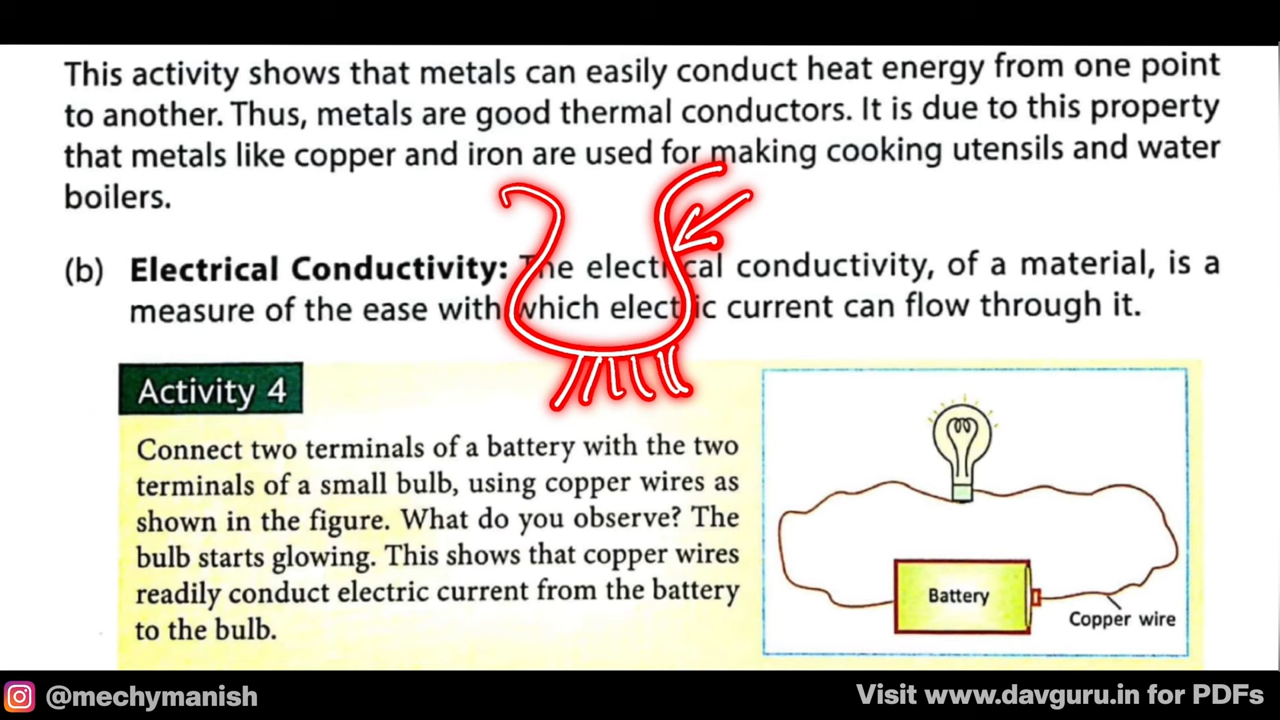 This activity shows that metals can easily conduct heat energy from one point
to another. Thus, metals are good thermal conductors. It is due to this property
that metals like copper and iron are used for making cooking utensils and water
boilers.
(b) Electrical Conductivity: The electrical conductivity, of a material, is a
measure of the ease with which electric current can flow through it.
Activity 4
Connect two terminals of a battery with the two
terminals of a small bulb, using copper wires as
shown in the figure. What do you observe? The
bulb starts glowing. This shows that copper wires
readily conduct electric current from the battery
to the bulb.
Battery
Copper wire
@mechymanish
Visit www.davguru.in for PDFs